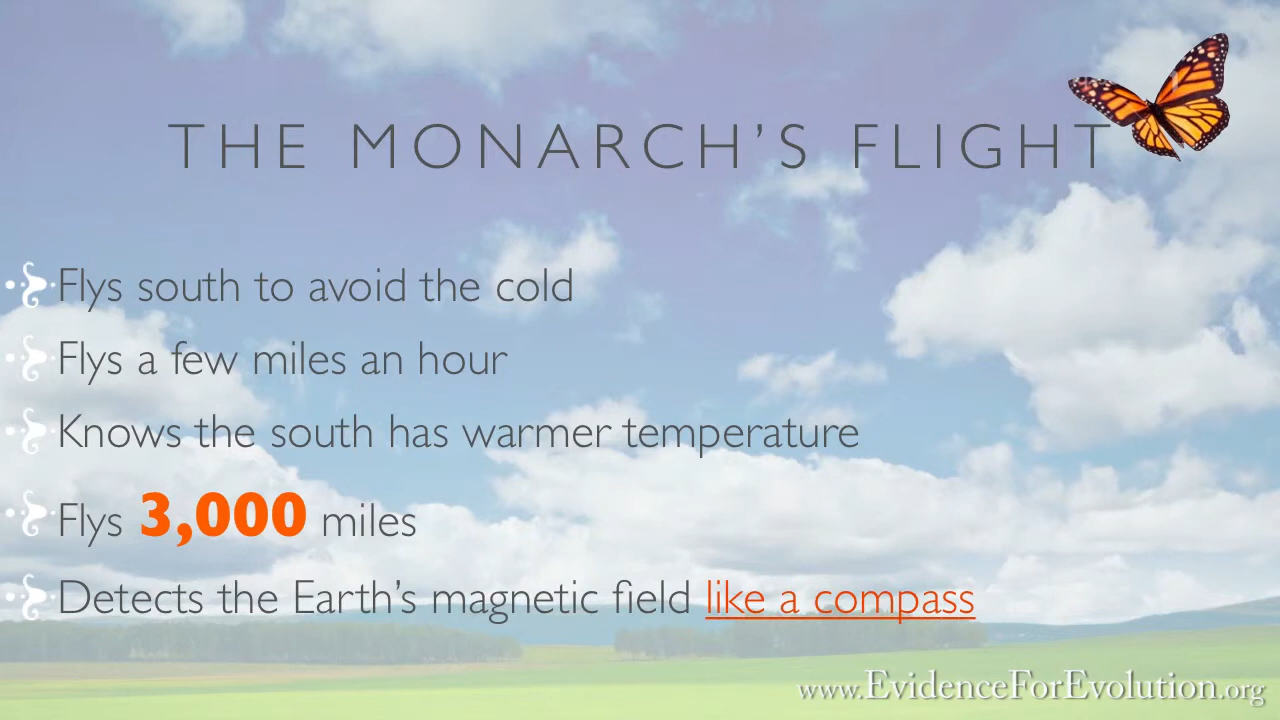 THE MONARCH’S FLIGHT
Flys south to avoid the cold
Flys a few miles an hour
Knows the south has warmer temperature
Flys 3,000 miles
Detects the Earth’s magnetic field like a compass
www.EvidenceForEvolution.org